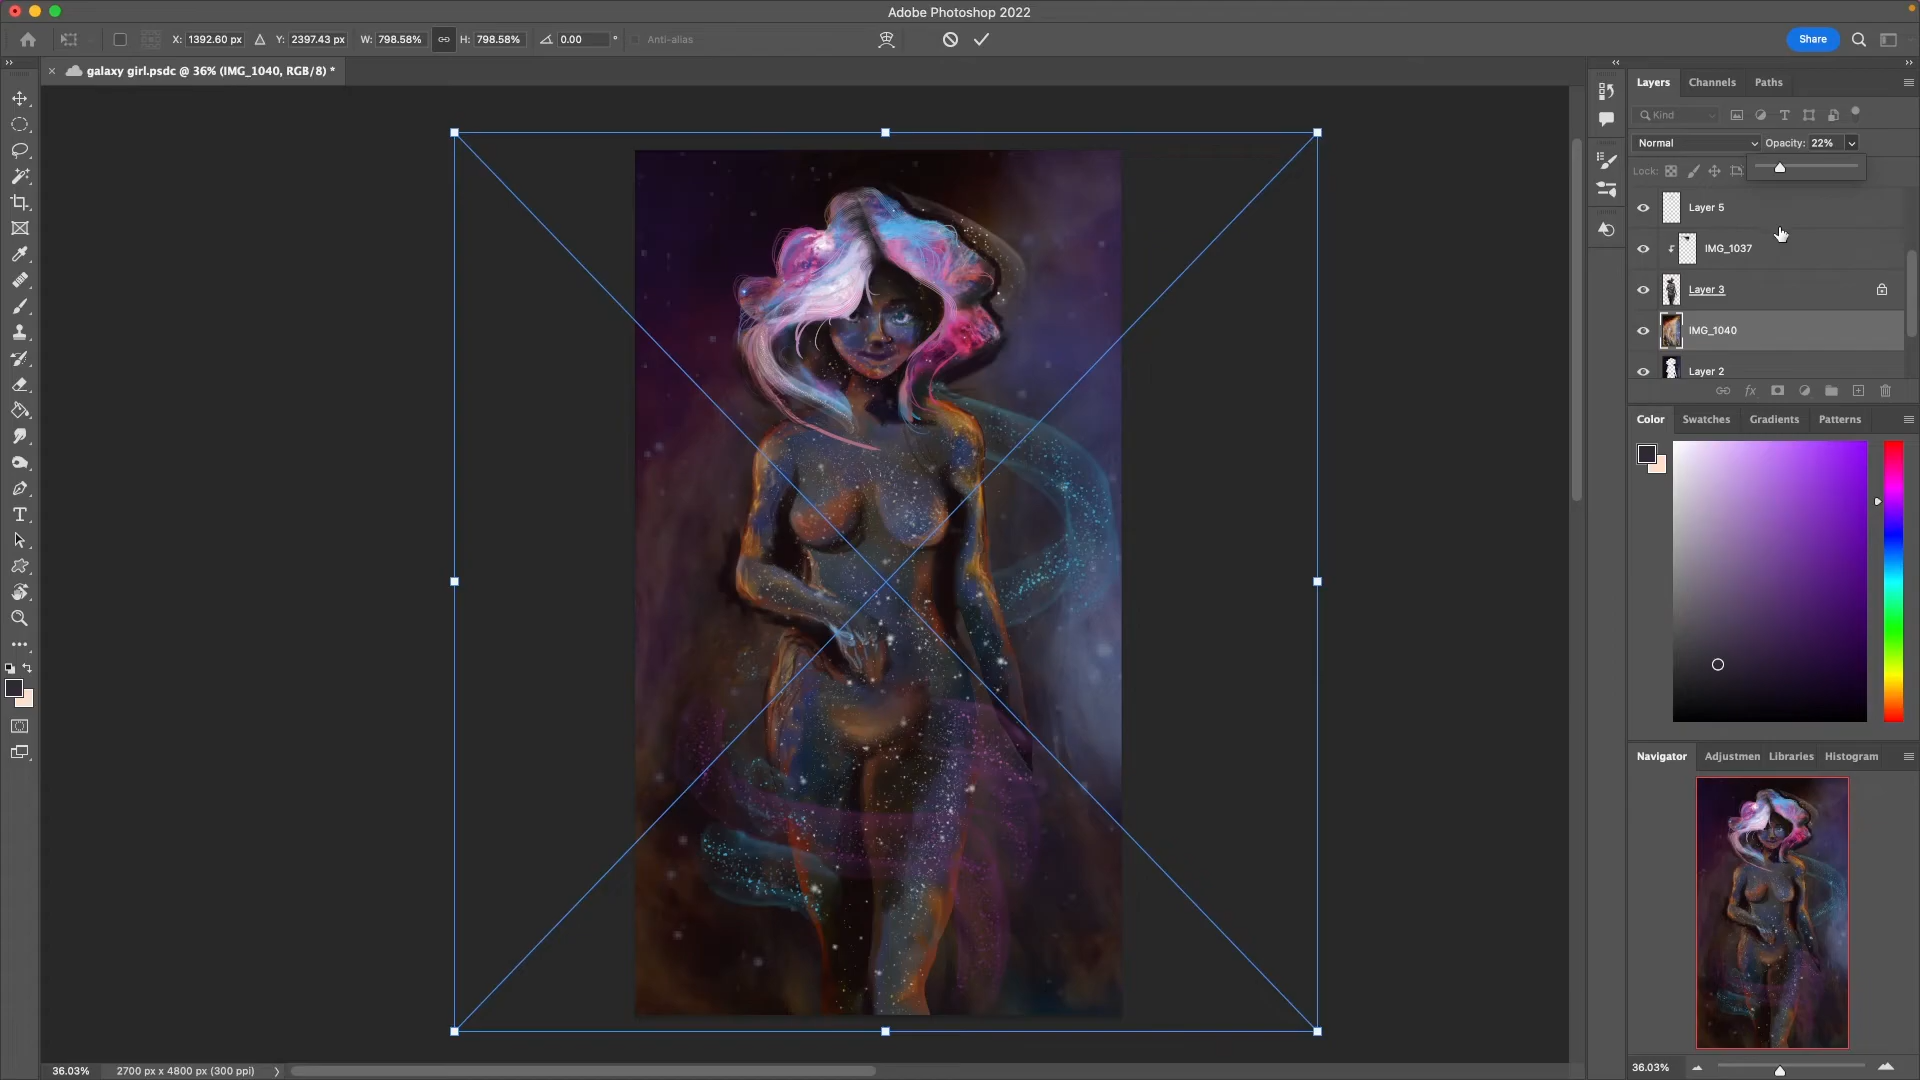 Adobe Photoshop 2022
X: 1392.60 px Y: 2397.43 px W: 798.58% H: 798.58% 0.00 ° Anti-alias Share
galaxy girl.psdc @ 36% (IMG_1040, RGB/8) *
Layers Channels Paths
Kind
Normal Opacity: 22%
Lock:
Layer 5
IMG_1037
Layer 3
IMG_1040
Layer 2
fx
Color Swatches Gradients Patterns
Navigator Adjustmen Libraries Histogram
36.03%
36.03% 2700 px x 4800 px (300 ppi)